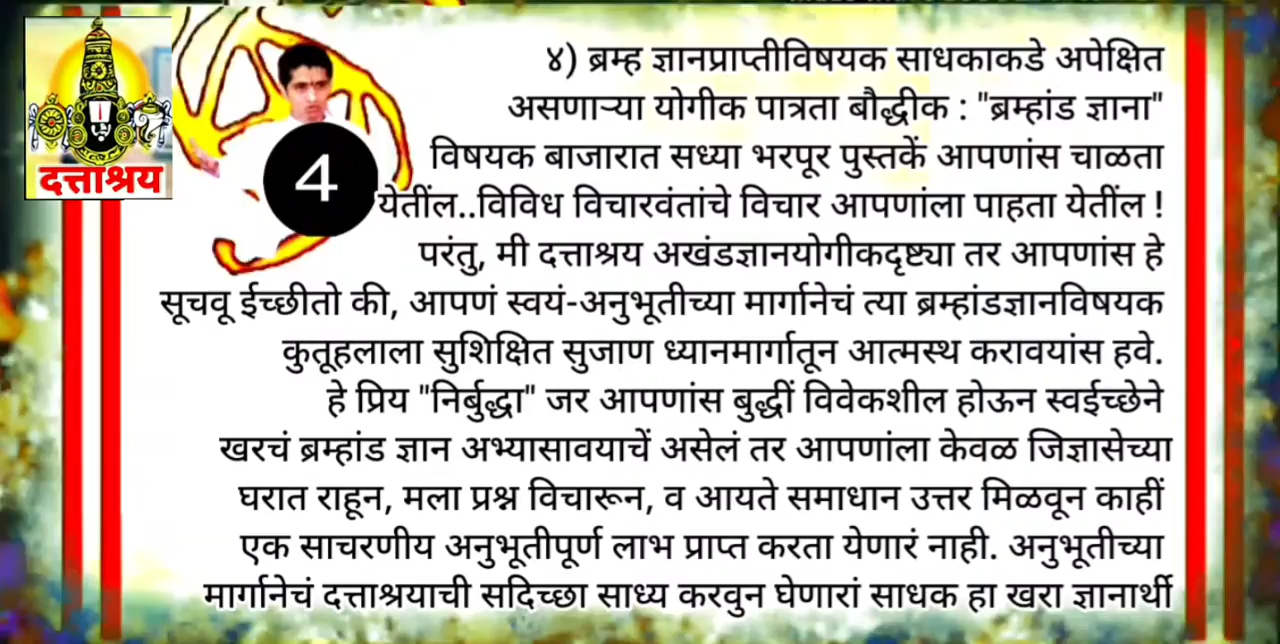 दत्ताश्रय
4
४) ब्रम्ह ज्ञानप्राप्तीविषयक साधकाकडे अपेक्षित
असणाऱ्या योगीक पात्रता बौद्धीक : "ब्रम्हांड ज्ञाना"
विषयक बाजारात सध्या भरपूर पुस्तकें आपणांस चाळता
येतींल..विविध विचारवंतांचे विचार आपणांला पाहता येतींल !
परंतु, मी दत्ताश्रय अखंडज्ञानयोगीकदृष्ट्या तर आपणांस हे
सूचवू ईच्छीतो की, आपणं स्वयं-अनुभूतीच्या मार्गानेचं त्या ब्रम्हांडज्ञानविषयक
कुतूहलाला सुशिक्षित सुजाण ध्यानमार्गातून आत्मस्थ करावयांस हवे.
हे प्रिय "निर्बुद्धा" जर आपणांस बुद्धीं विवेकशील होऊन स्वईच्छेने
खरचं ब्रम्हांड ज्ञान अभ्यासावयाचें असेलं तर आपणांला केवळ जिज्ञासेच्या
घरात राहून, मला प्रश्न विचारून, व आयते समाधान उत्तर मिळवून काहीं
एक साचरणीय अनुभूतीपूर्ण लाभ प्राप्त करता येणारं नाही. अनुभूतीच्या
मार्गानेचं दत्ताश्रयाची सदिच्छा साध्य करवुन घेणारां साधक हा खरा ज्ञानार्थी